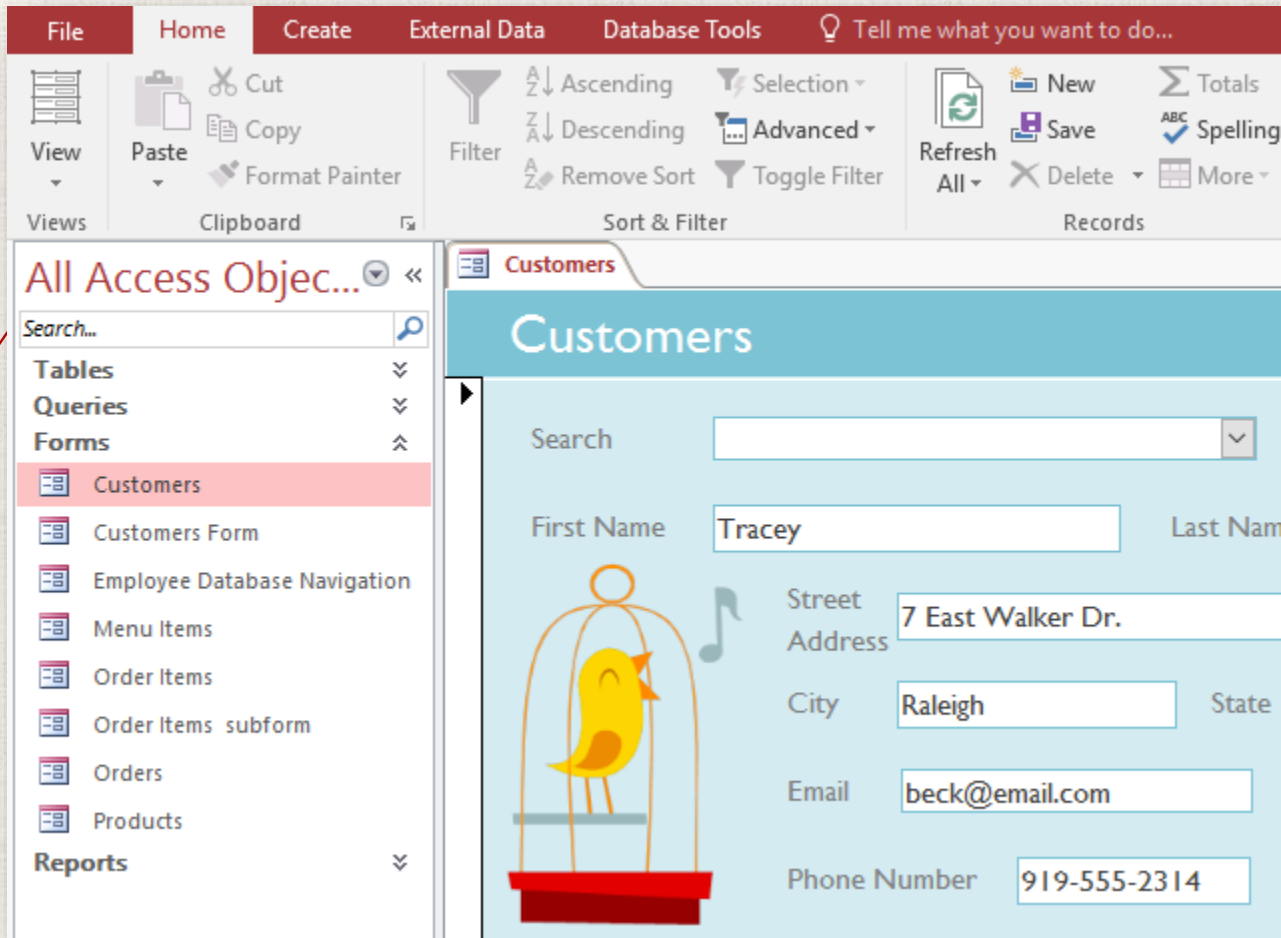 File Home Create External Data Database Tools Tell me what you want to do...
View
Views
Paste
Cut
Copy
Format Painter
Clipboard
Filter
Ascending
Descending
Remove Sort
Selection
Advanced
Toggle Filter
Sort & Filter
Refresh
All
New
Save
Delete
Totals
ABC
Spelling
More
Records
All Access Objec...
Search...
Tables
Queries
Forms
Customers
Customers Form
Employee Database Navigation
Menu Items
Order Items
Order Items subform
Orders
Products
Reports
Customers
Customers
Search
First Name Tracey Last Nam
Street
Address
7 East Walker Dr.
City Raleigh State
Email beck@email.com
Phone Number 919-555-2314